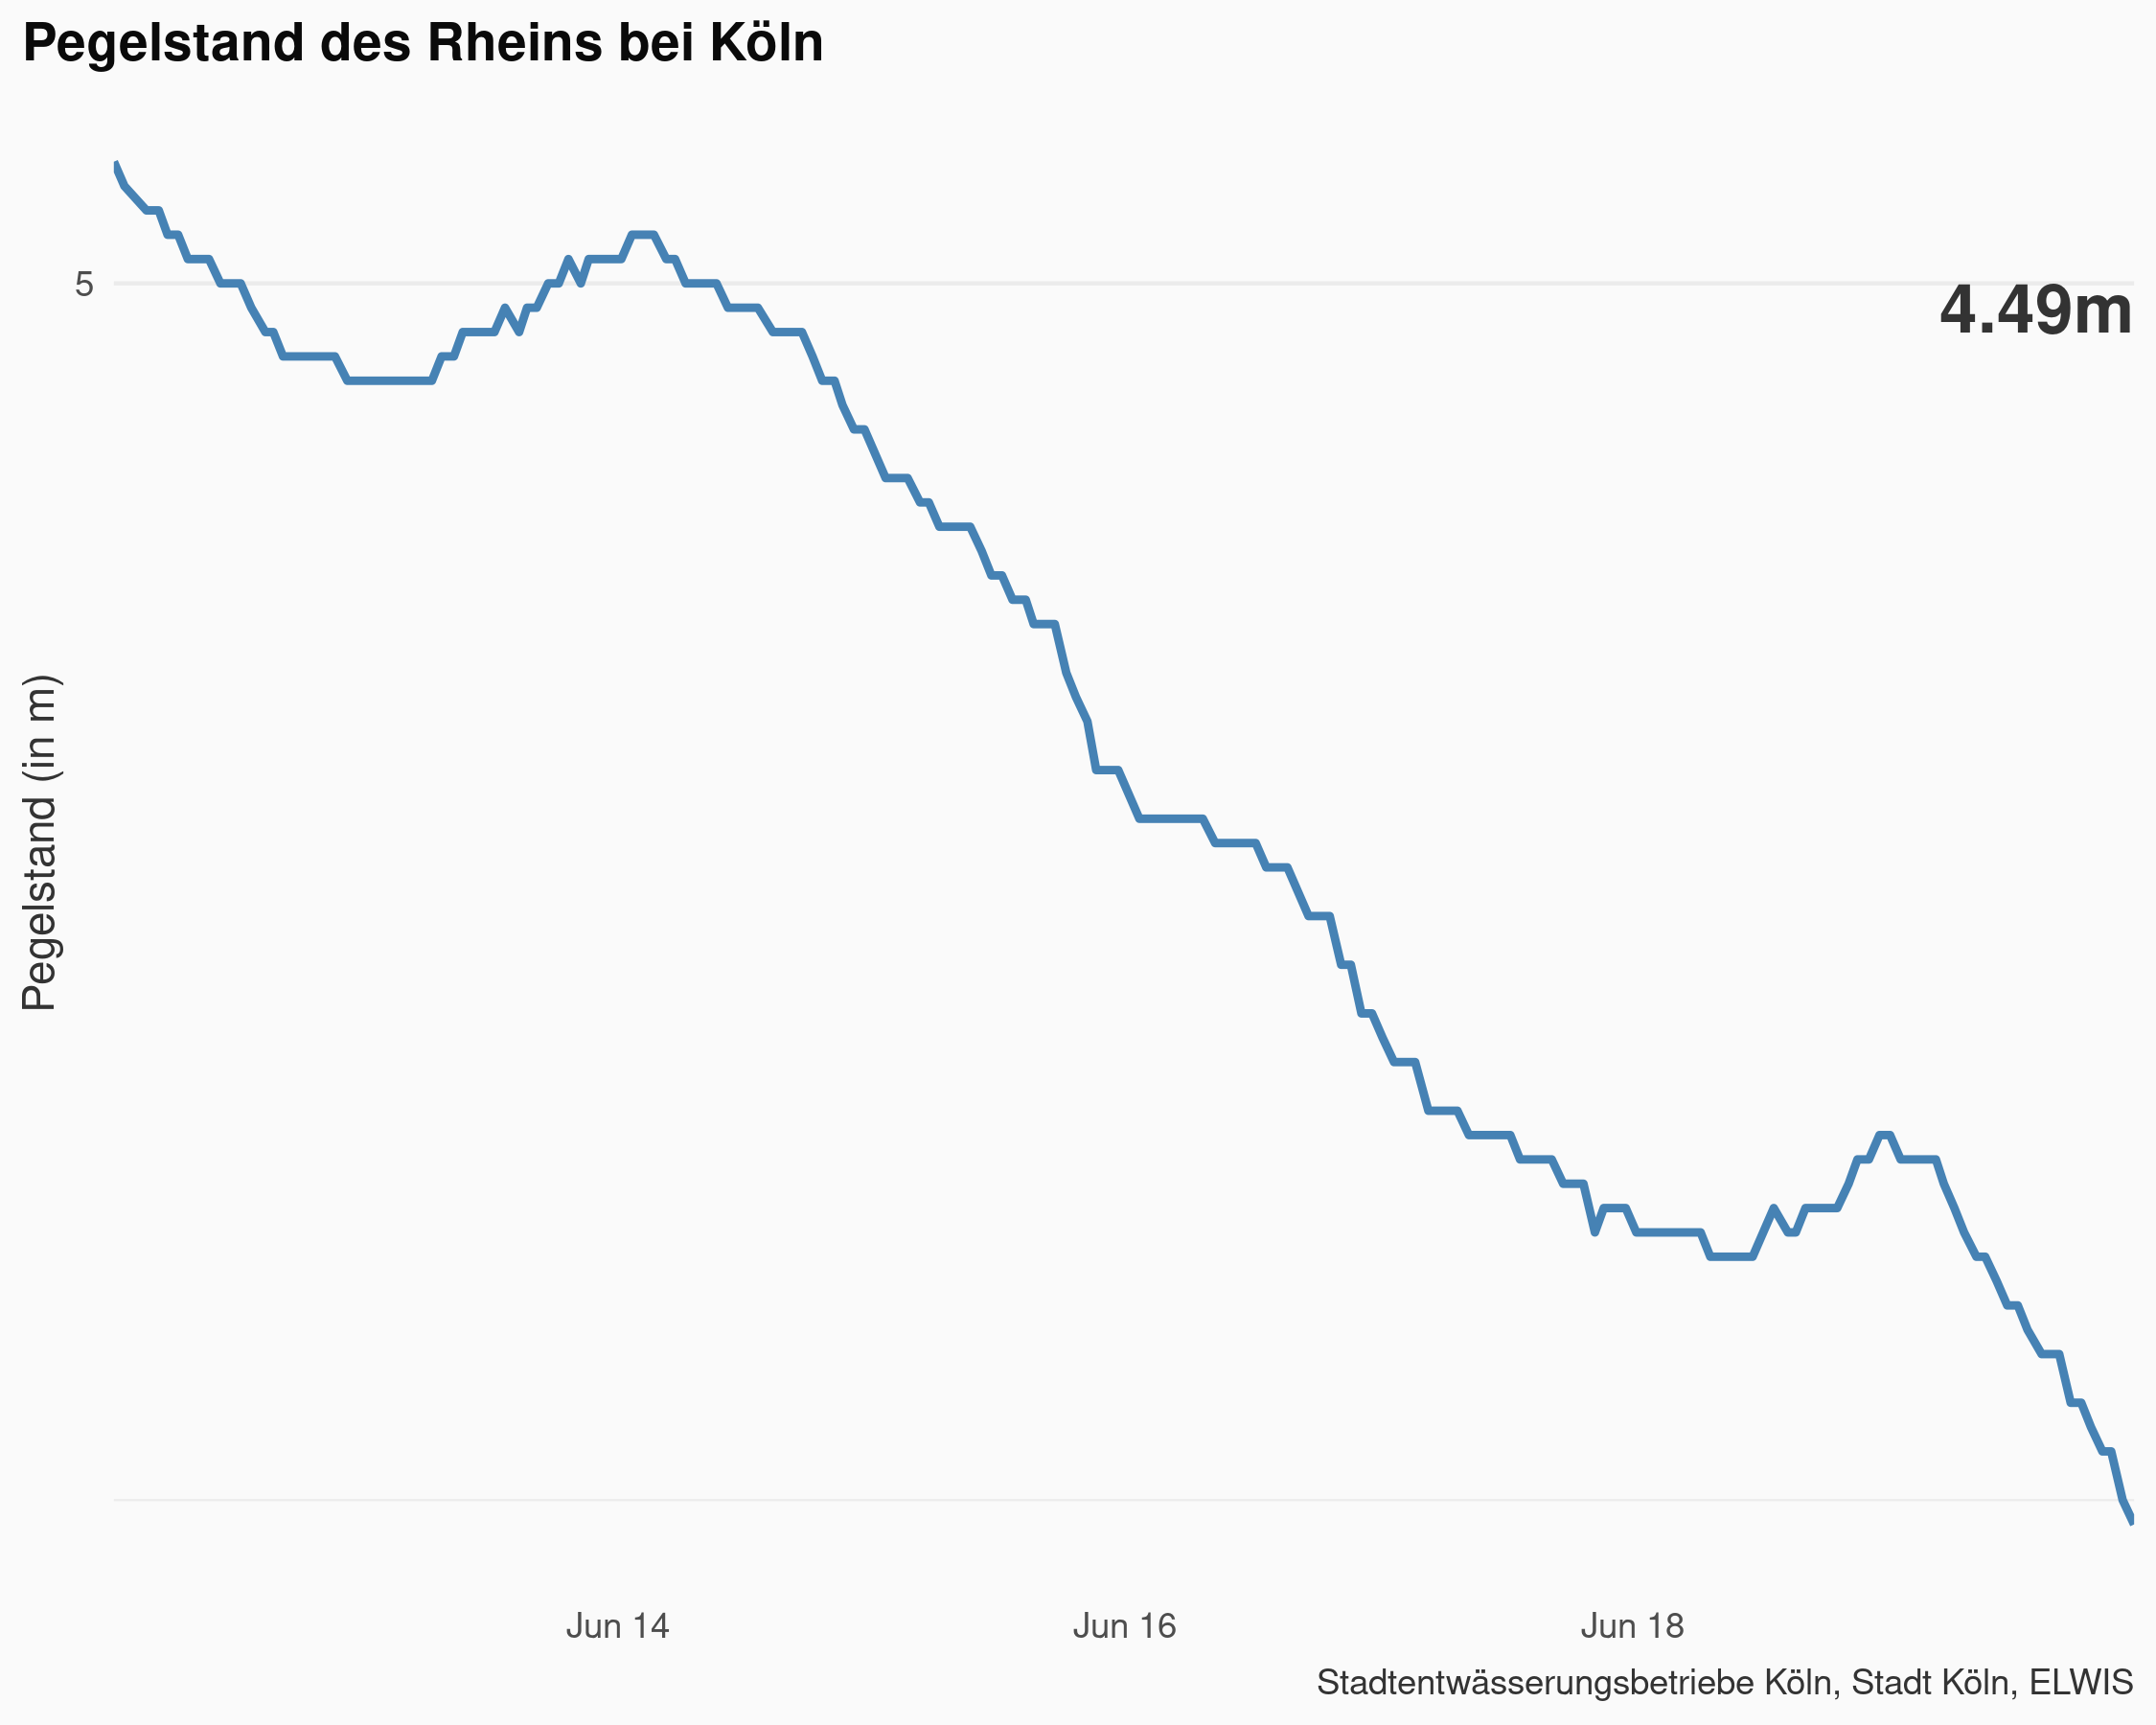 Pegelstand des Rheins bei Köln
5
4.49m
Pegelstand (in m)
Jun 14
Jun 16
Jun 18
Stadtentwässerungsbetriebe Köln, Stadt Köln, ELWIS